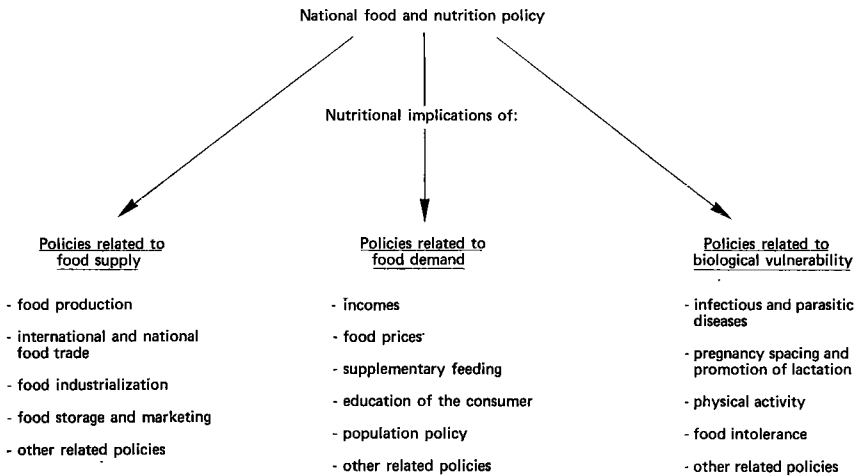 National food and nutrition policy
Nutritional implications of:
Policies related to
food supply
- food production
- international and national
food trade
- food industrialization
- food storage and marketing
- other related policies
Policies related to
food demand
- incomes
- food prices
- supplementary feeding
- education of the consumer
- population policy
- other related policies
Policies related to
biological vulnerability
- infectious and parasitic
diseases
- pregnancy spacing and
promotion of lactation
- physical activity
- food intolerance
- other related policies